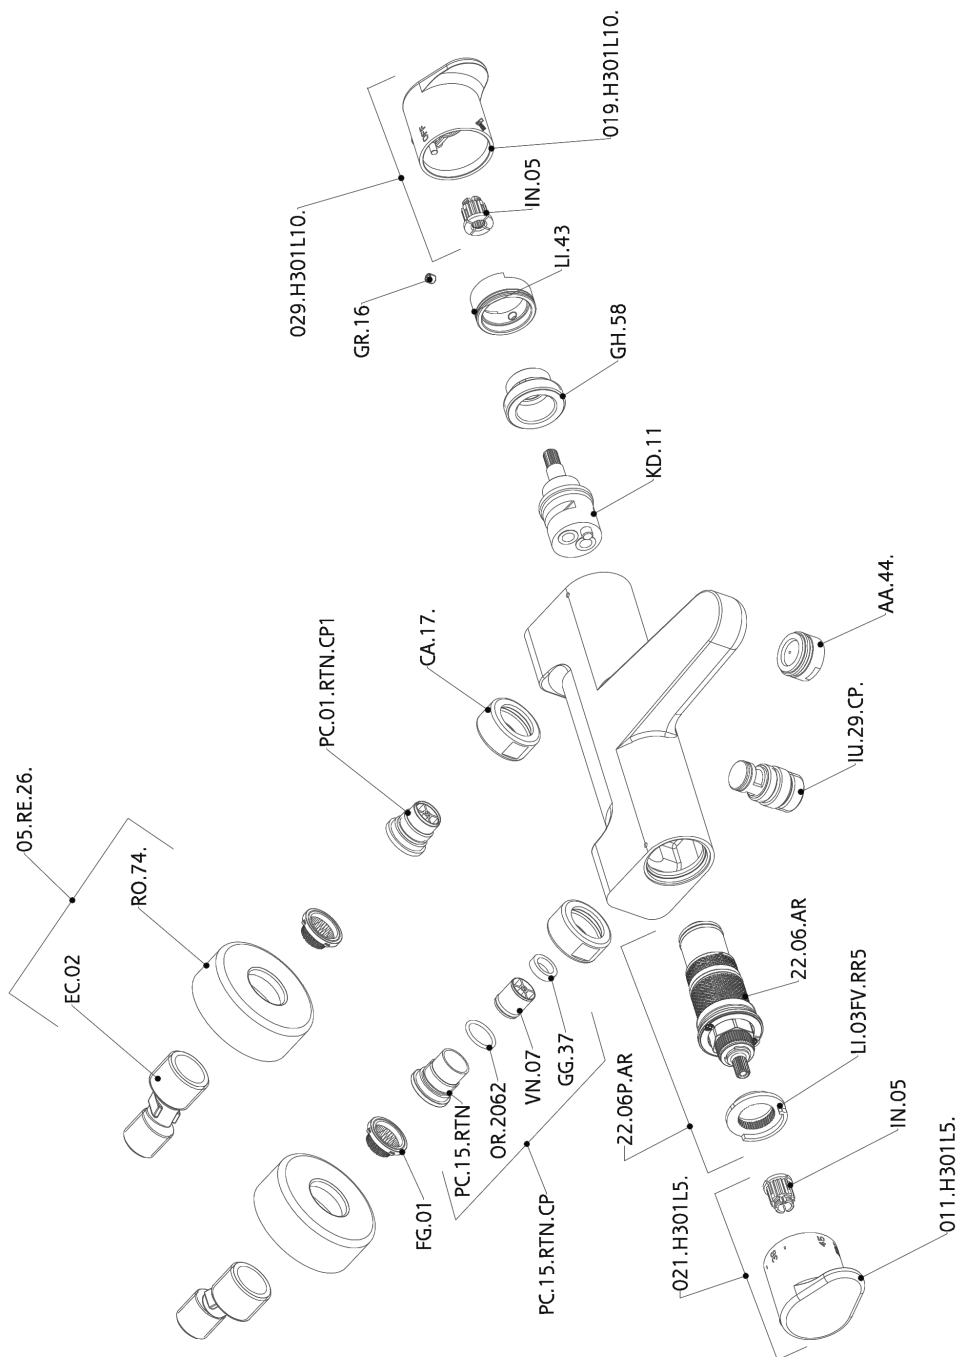 019.H301L10.
IN.05
029.H301L10.
LI.43
GR.16
GH.58
KD.11
AA.44.
CA.17.
PC.01.RTN.CP1
IU.29.CP.
05.RE.26.
RO.74.
EC.02
22.06.AR
LI.03FV.RR5
VN.07
GG.37
OR.2062
PC.15.RTN
22.06P.AR
IN.05
FG.01
PC.15.RTN.CP
021.H301L5.
011.H301L5.
38
45